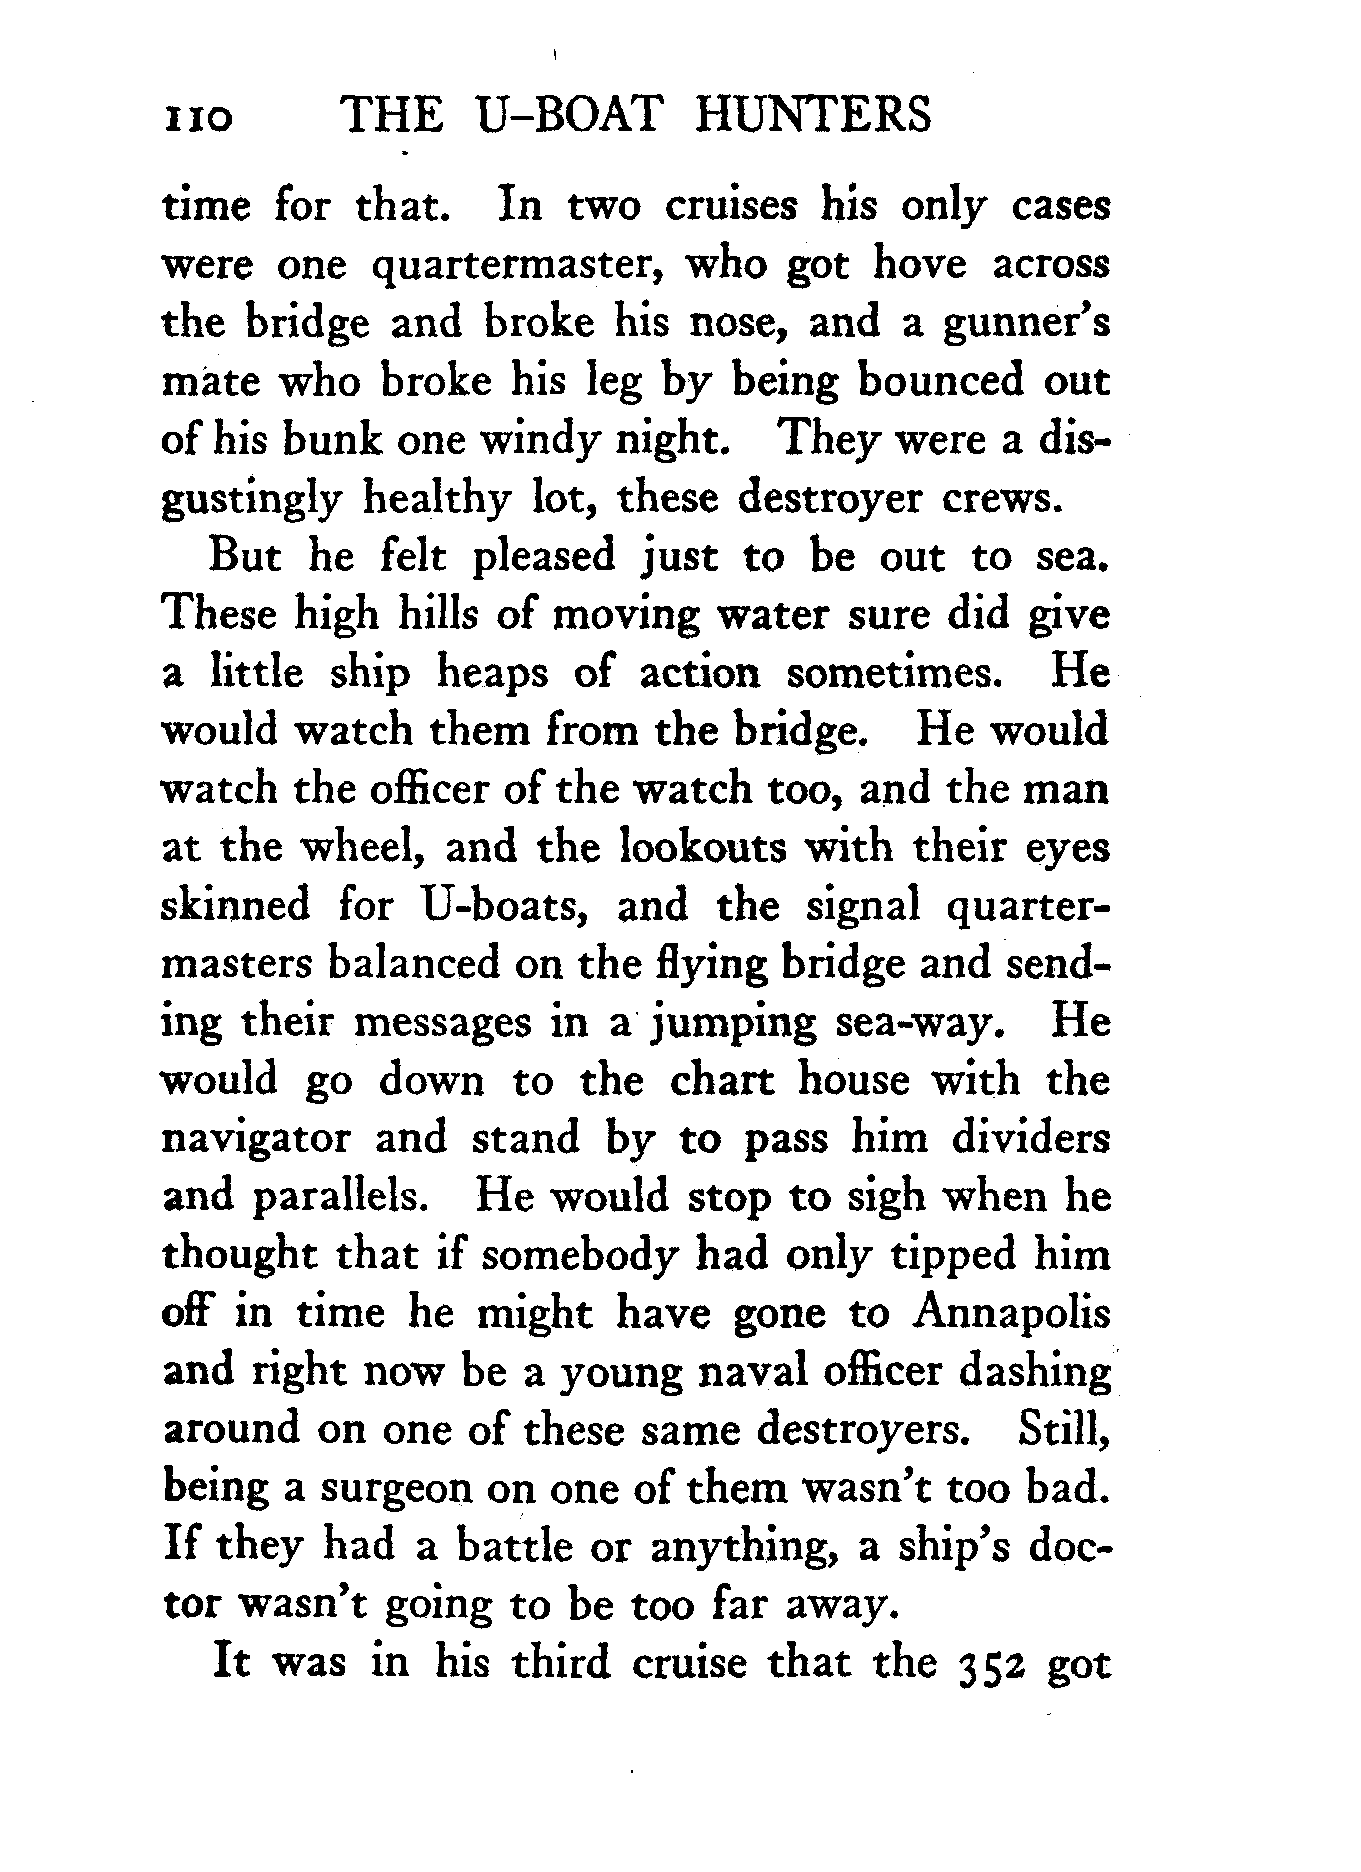 110 THE U-BOAT HUNTERS
time for that. In two cruises his only cases
were one quartermaster, who got hove across
the bridge and broke his nose, and a gunner's
mate who broke his leg by being bounced out
of his bunk one windy night. They were a dis-
gustingly healthy lot, these destroyer crews.
But he felt pleased just to be out to sea.
These high hills of moving water sure did give
a little ship heaps of action sometimes. He
would watch them from the bridge. He would
watch the officer of the watch too, and the man
at the wheel, and the lookouts with their eyes
skinned for U-boats, and the signal quarter-
masters balanced on the flying bridge and send-
ing their messages in a jumping sea-way. He
would go down to the chart house with the
navigator and stand by to pass him dividers
and parallels. He would stop to sigh when he
thought that if somebody had only tipped him
off in time he might have gone to Annapolis
and right now be a young naval officer dashing
around on one of these same destroyers. Still,
being a surgeon on one of them wasn't too bad.
If they had a battle or anything, a ship's doc-
tor wasn't going to be too far away.
It was in his third cruise that the 352 got